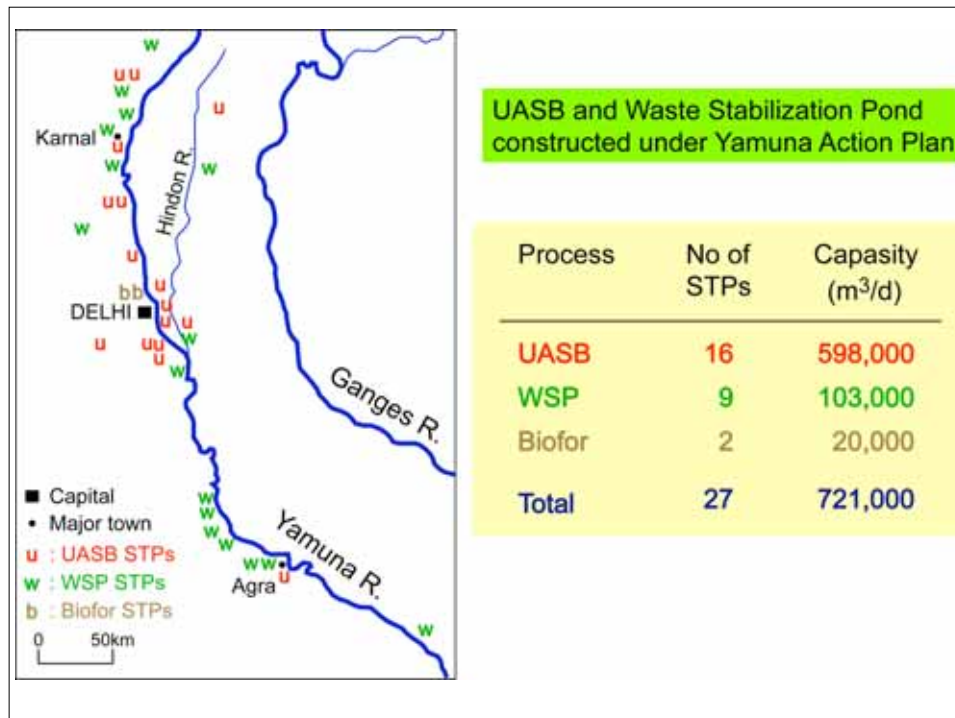 Karnal
Hindon R.
bb
DELHI
Ganges R.
Yamuna R.
Agra
Capital
Major town
u : UASB STPs
w : WSP STPs
b : Biofor STPs
0 50km
w
u u
w
w
w
u
u
w
w
u u
w
u
u
u
u
u
w
u
u u
u
w
w
w
w
w
w w
u
w
UASB and Waste Stabilization Pond
constructed under Yamuna Action Plan
Process No of STPs Capasity (m³/d)
UASB 16 598,000
WSP 9 103,000
Biofor 2 20,000
Total 27 721,000